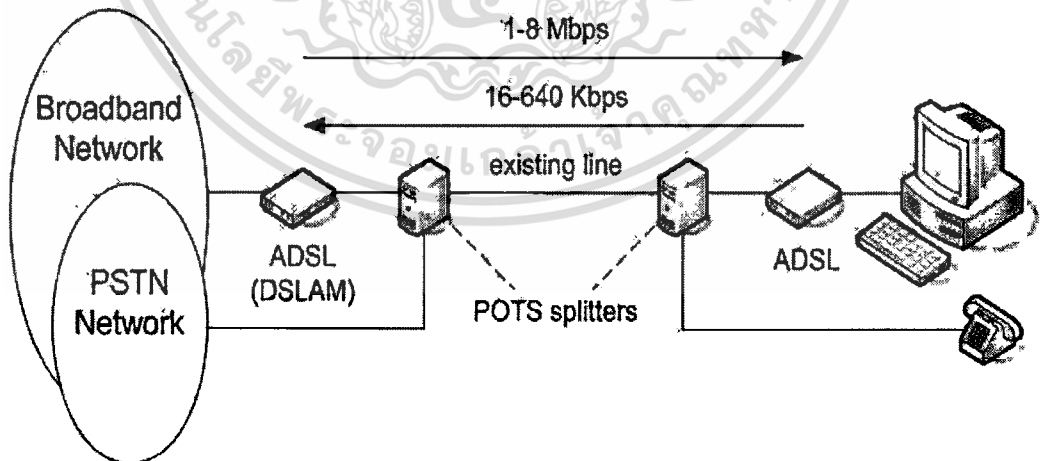 1-8 Mbps
16-640 Kbps
Broadband
Network
existing line
ADSL
(DSLAM)
ADSL
PSTN
Network
POTS splitters